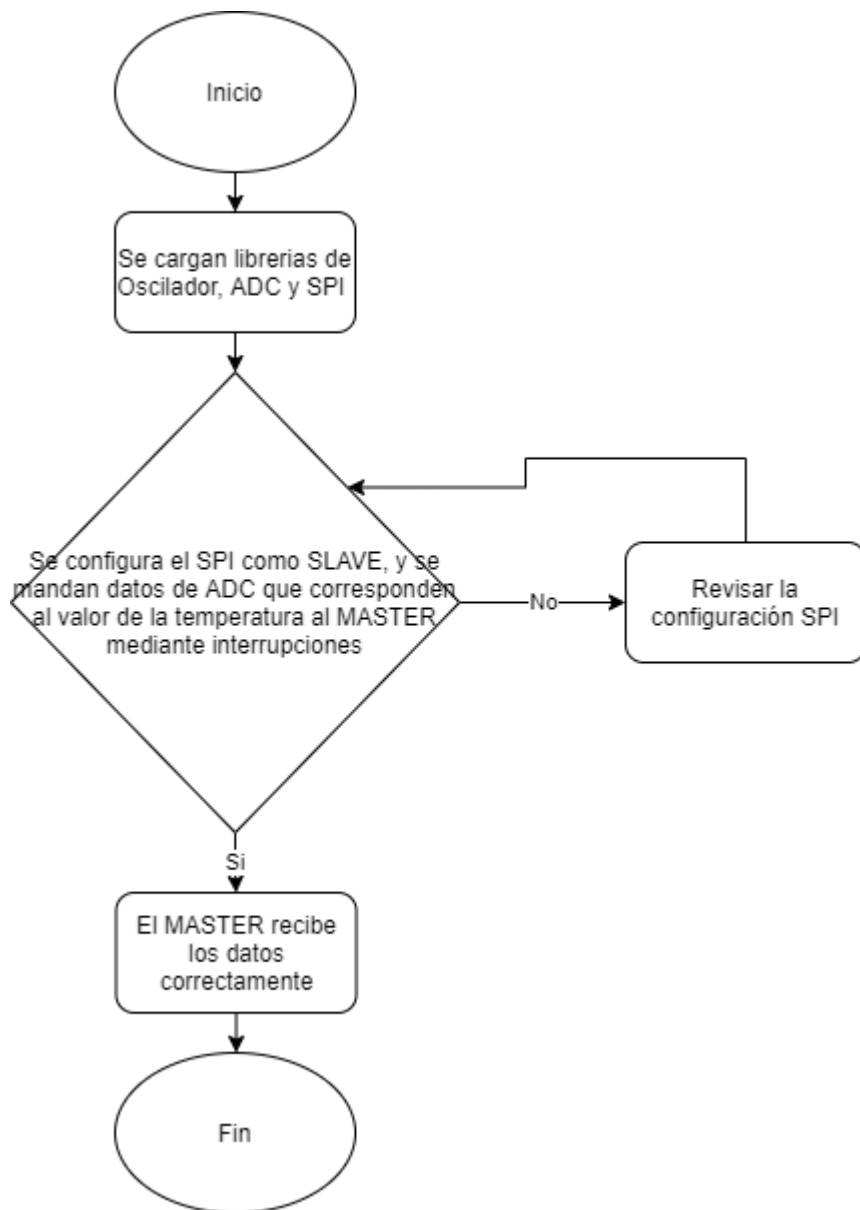 Inicio
Se cargan librerias de
Oscilador, ADC y SPI
Se configura el SPI como SLAVE, y se
mandan datos de ADC que corresponden
al valor de la temperatura al MASTER
mediante interrupciones
No
Revisar la
configuración SPI
Si
El MASTER recibe
los datos
correctamente
Fin